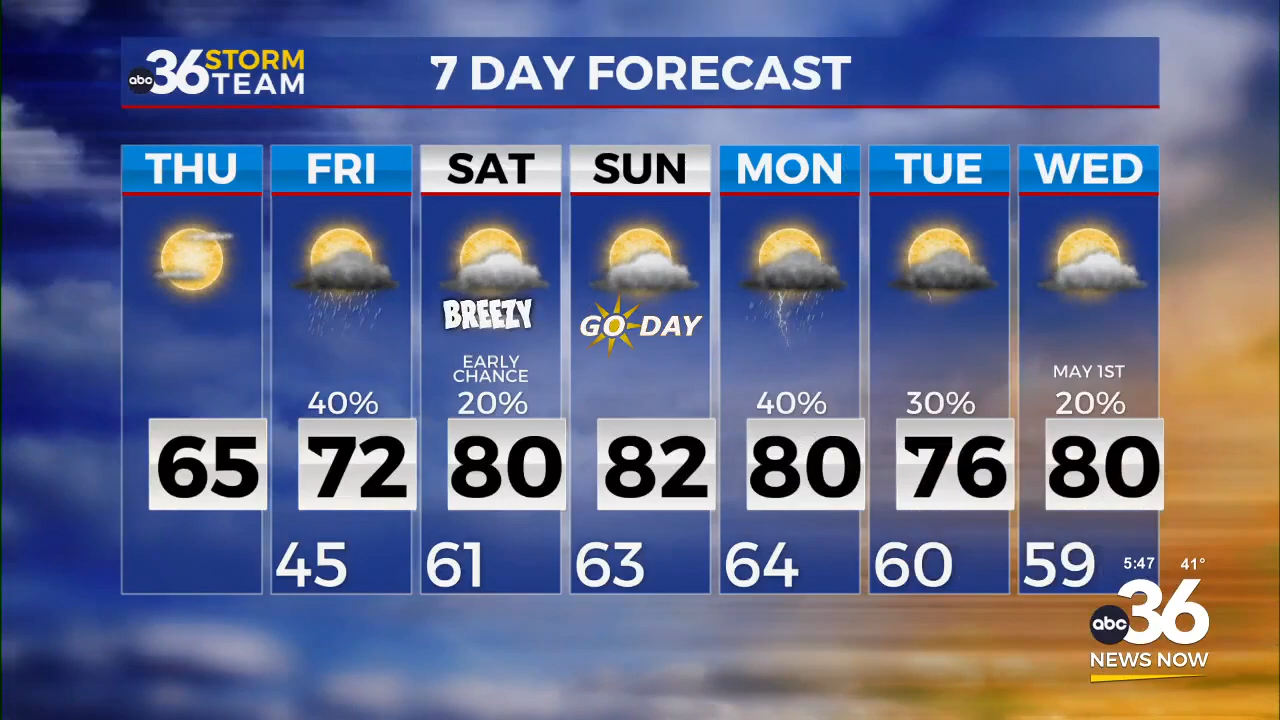 abc 36 STORM TEAM
7 DAY FORECAST
THU FRI SAT SUN MON TUE WED
BREEZY
GO DAY
EARLY
CHANCE
MAY 1ST
40% 20% 40% 30% 20%
65 72 80 82 80 76 80
45 61 63 64 60 59
5:47 41°
abc 36
NEWS NOW